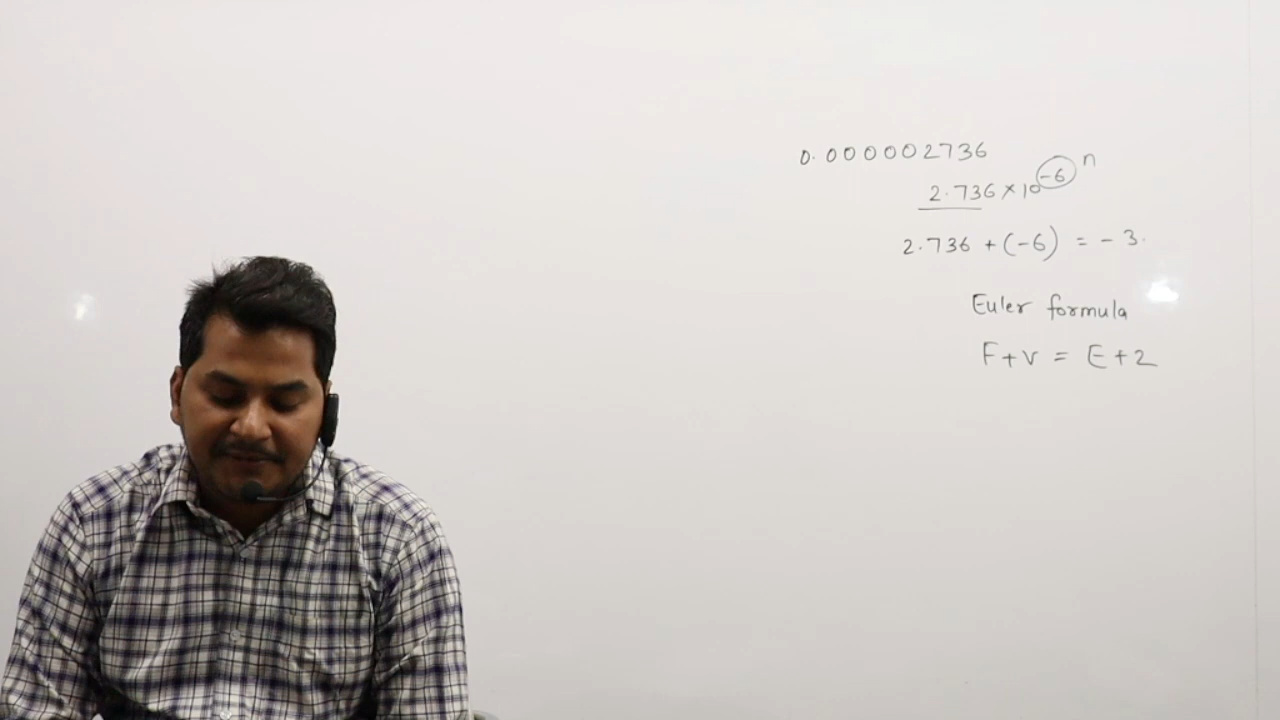 0.000002736
2.736 × 10^-6 n
2.736 + (-6) = -3.
Euler formula
F+V = E+2